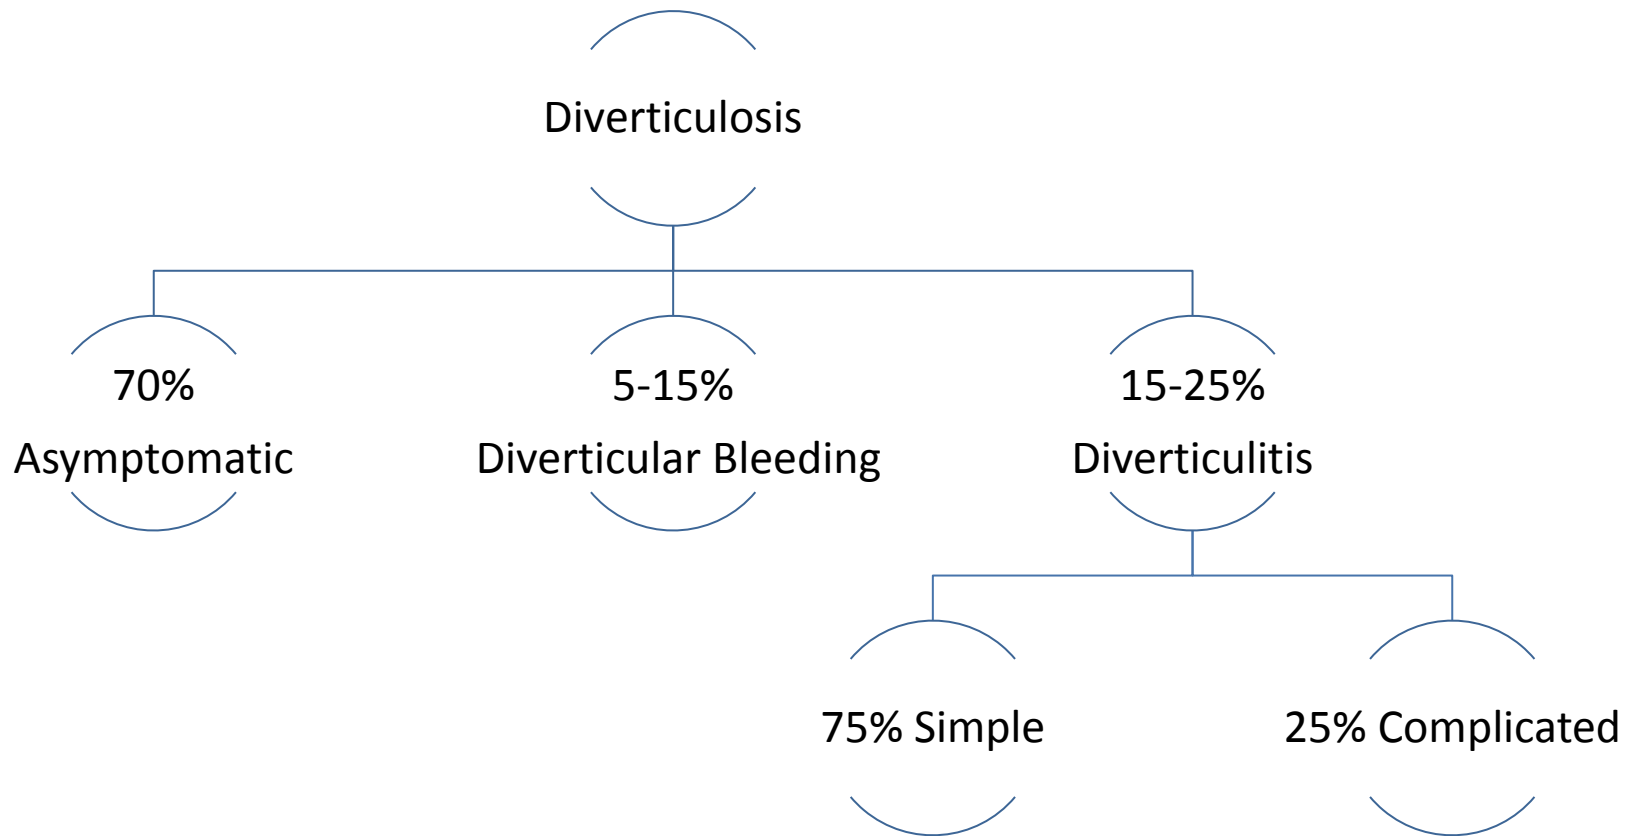 Diverticulosis
70%
Asymptomatic
5-15%
Diverticular Bleeding
15-25%
Diverticulitis
75% Simple
25% Complicated